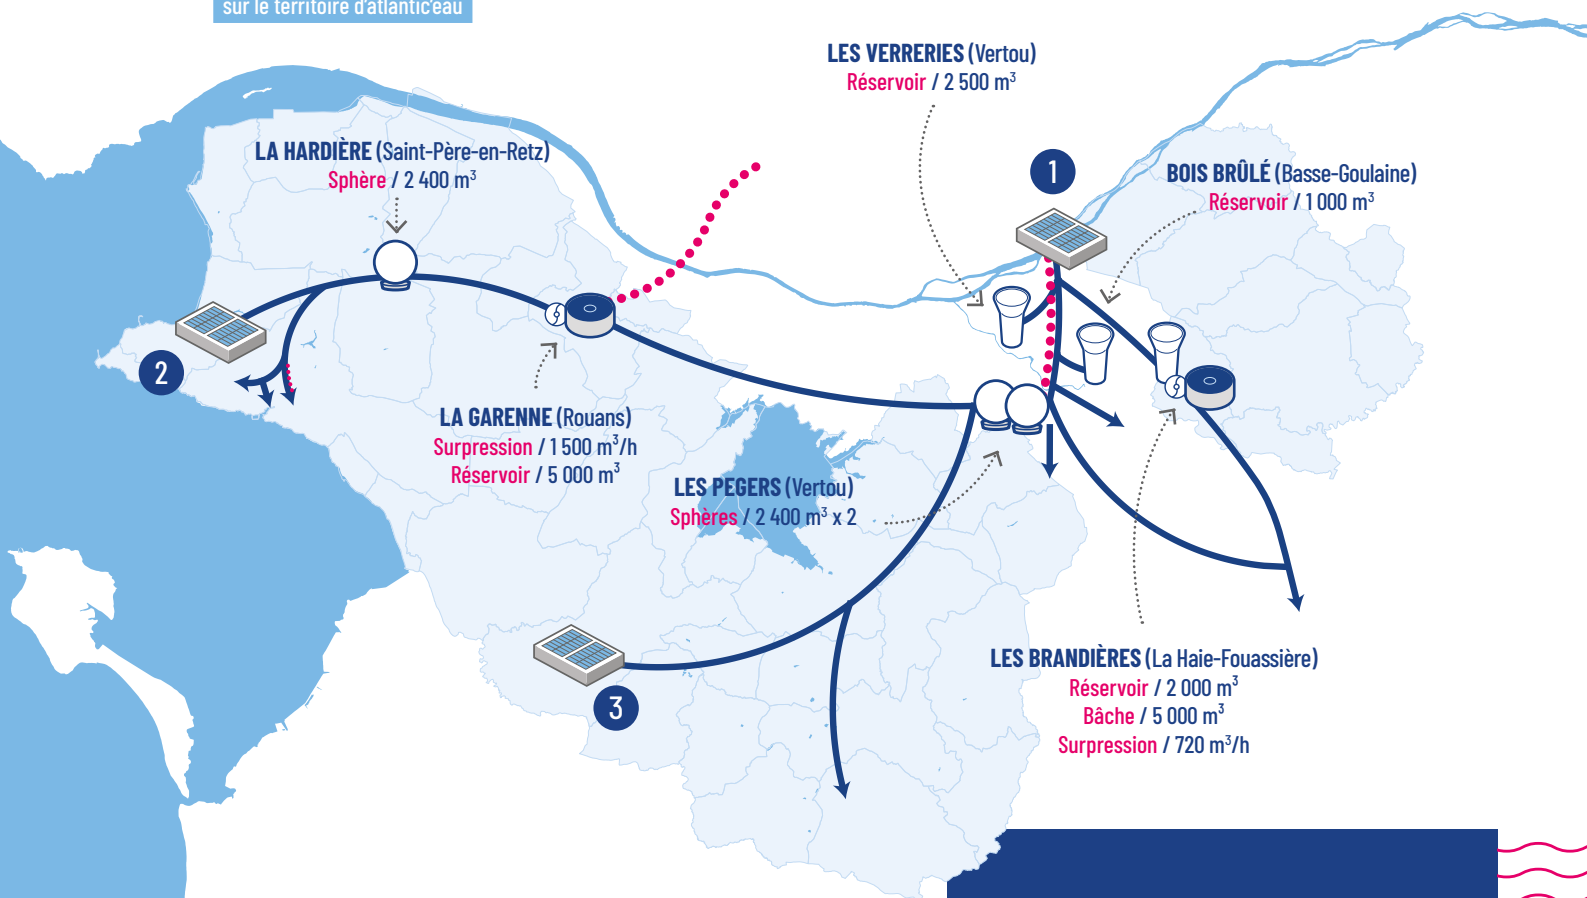 sur le territoire d'atlantic'eau
LES VERRERIES (Vertou)
Réservoir / 2 500 m³
LA HARDIÈRE (Saint-Père-en-Retz)
Sphère / 2 400 m³
1
BOIS BRÛLÉ (Basse-Goulaine)
Réservoir / 1 000 m³
2
LA GARENNE (Rouans)
Surpression / 1 500 m³/h
Réservoir / 5 000 m³
LES PEGERS (Vertou)
Sphères / 2 400 m³ x 2
LES BRANDIÈRES (La Haie-Fouassière)
Réservoir / 2 000 m³
Bâche / 5 000 m³
Surpression / 720 m³/h
3